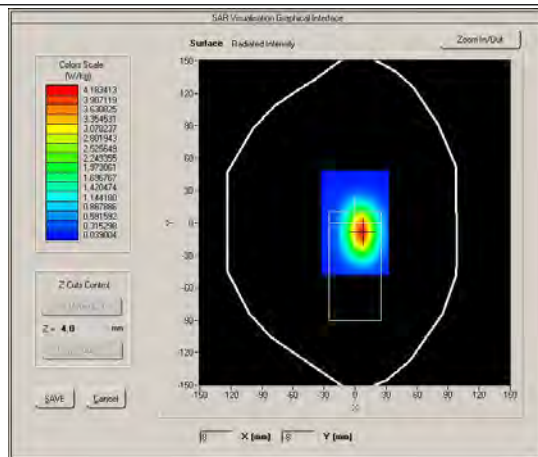 SAR Visualisation Graphical Interface
Surface Radiated Intensity
Zoom In/Out
Colors Scale
(W/kg)
4.183413
3.907119
3.630825
3.354531
3.078237
2.801943
2.525649
2.249355
1.973061
1.696767
1.420474
1.144180
0.867886
0.591592
0.315298
0.039004
150
120
90
60
30
0
-30
-60
-90
-120
-150
Y
-150 -120 -90 -60 -30 0 30 60 90 120 150
X
Z Cuts Control
Z = 4.0 mm
SAVE
Cancel
8 X (mm) -8 Y (mm)